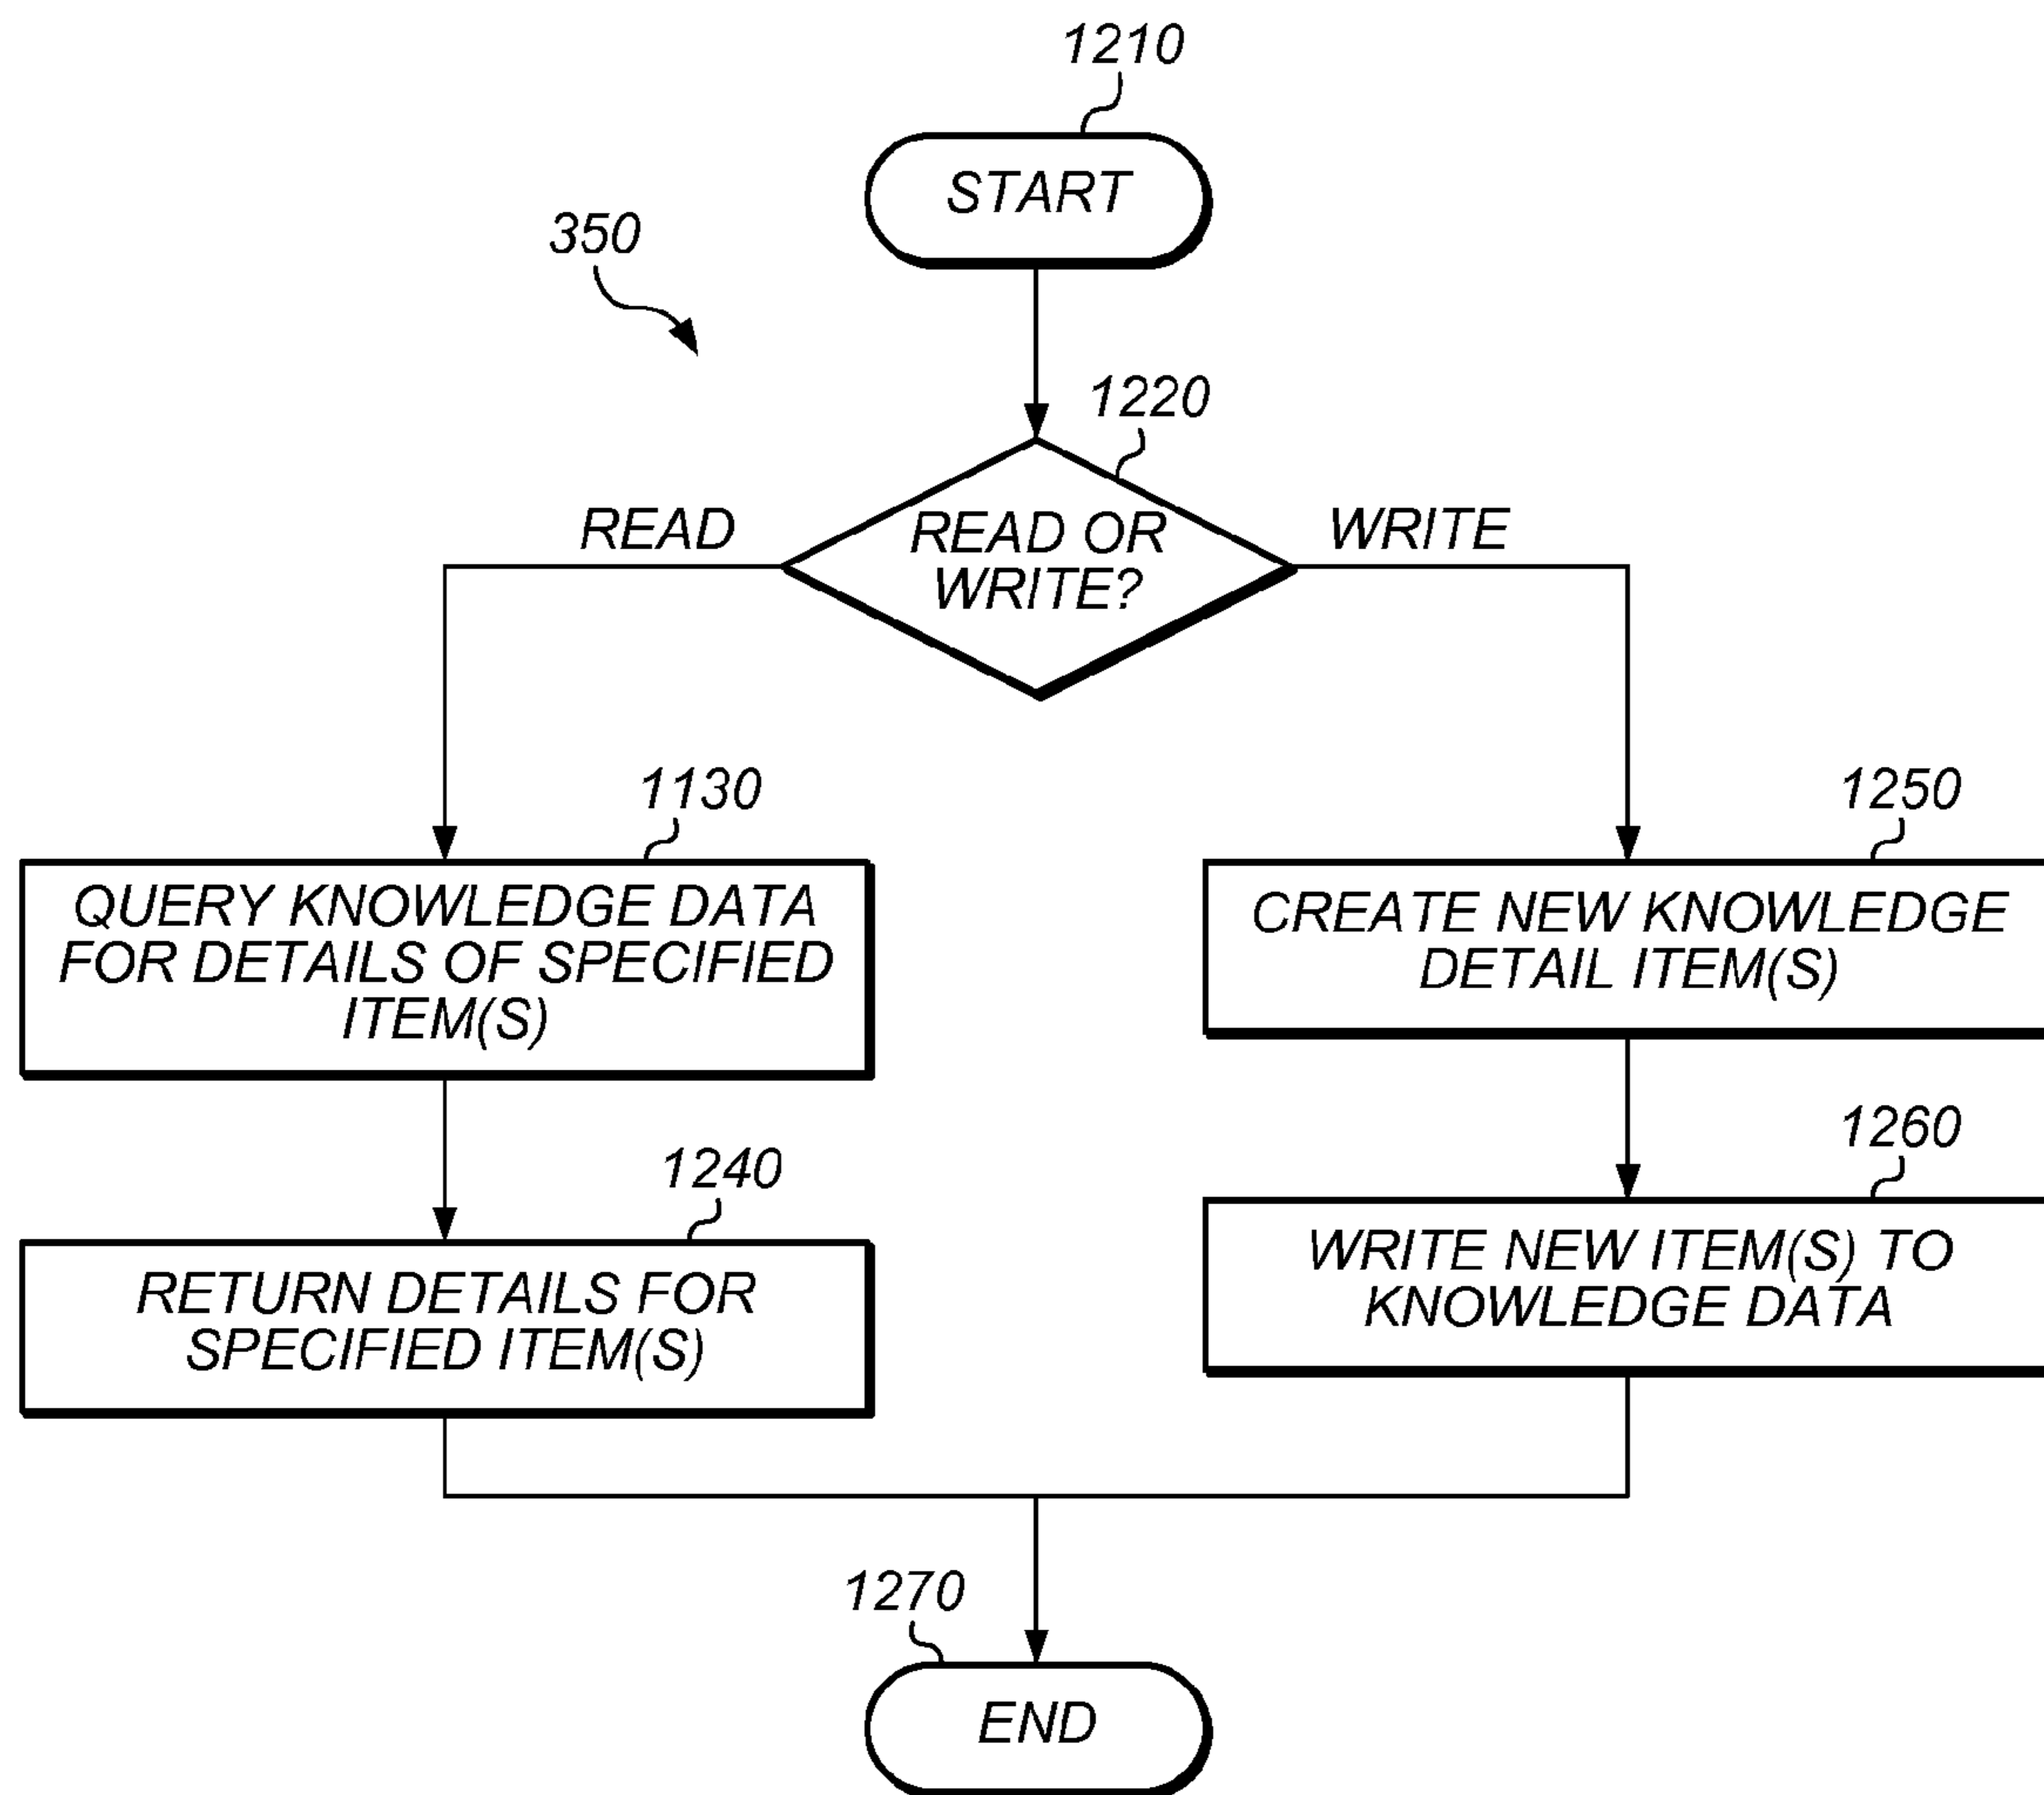 1210
START
350
1220
READ
READ OR
WRITE?
WRITE
1130
QUERY KNOWLEDGE DATA
FOR DETAILS OF SPECIFIED
ITEM(S)
1250
CREATE NEW KNOWLEDGE
DETAIL ITEM(S)
1240
RETURN DETAILS FOR
SPECIFIED ITEM(S)
1260
WRITE NEW ITEM(S) TO
KNOWLEDGE DATA
1270
END